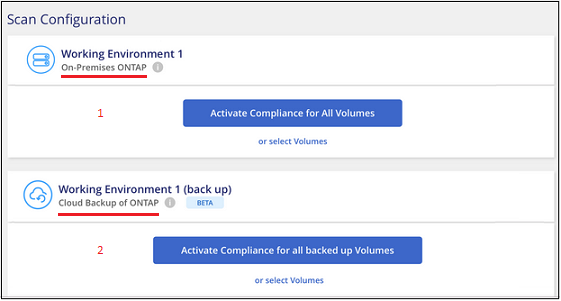 Scan Configuration
Working Environment 1
On-Premises ONTAP i
1 Activate Compliance for All Volumes
or select Volumes
Working Environment 1 (back up)
Cloud Backup of ONTAP i BETA
2 Activate Compliance for all backed up Volumes
or select Volumes